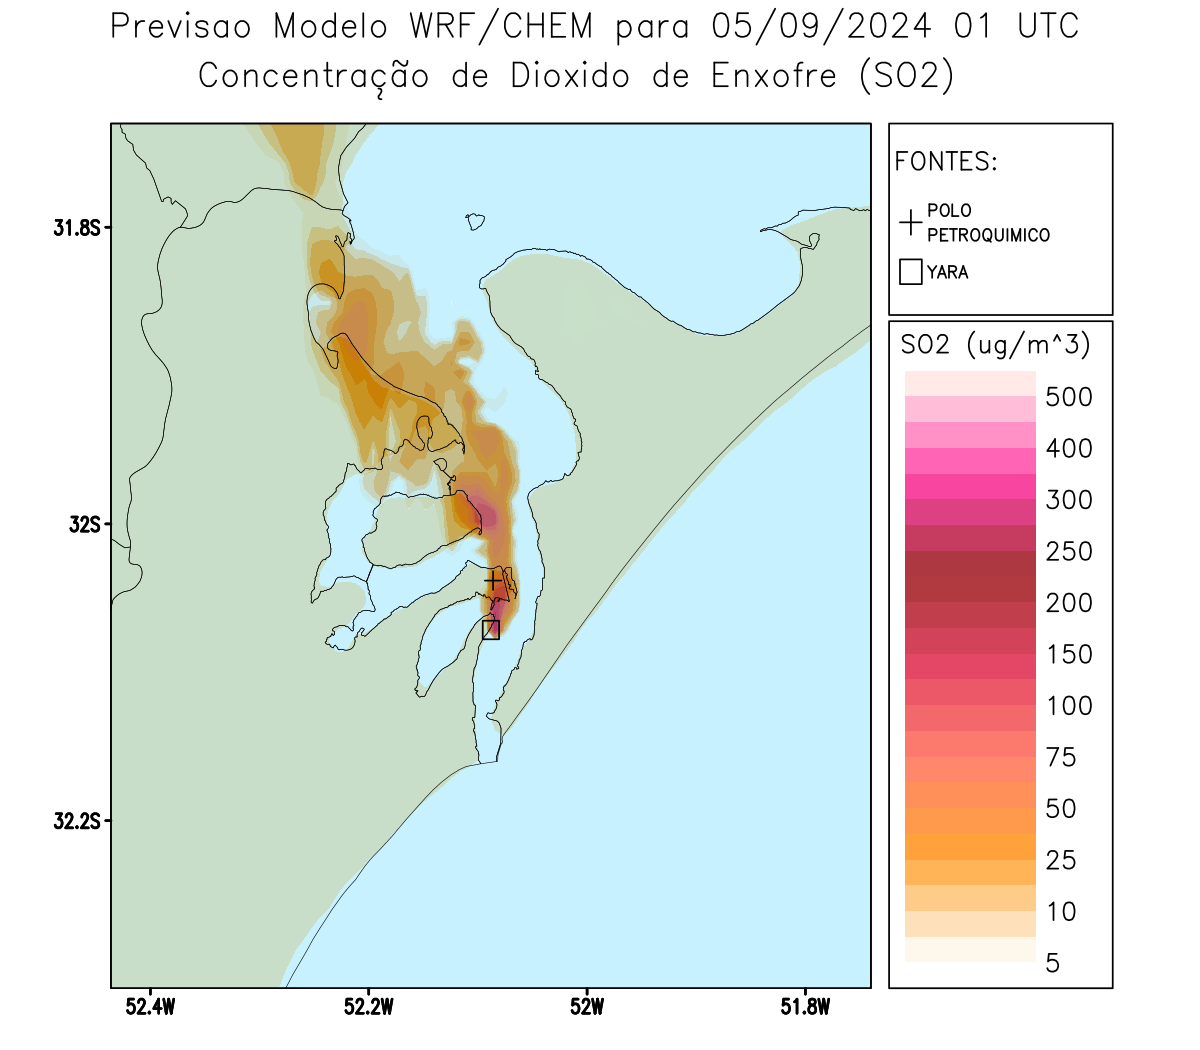 Previsao Modelo WRF/CHEM para 05/09/2024 01 UTC
Concentração de Dioxido de Enxofre (SO2)
FONTES:
POLO
PETROQUIMICO
YARA
SO2 (ug/m^3)
500
400
300
250
200
150
100
75
50
25
10
5
31.8S
32S
32.2S
52.4W
52.2W
52W
51.8W